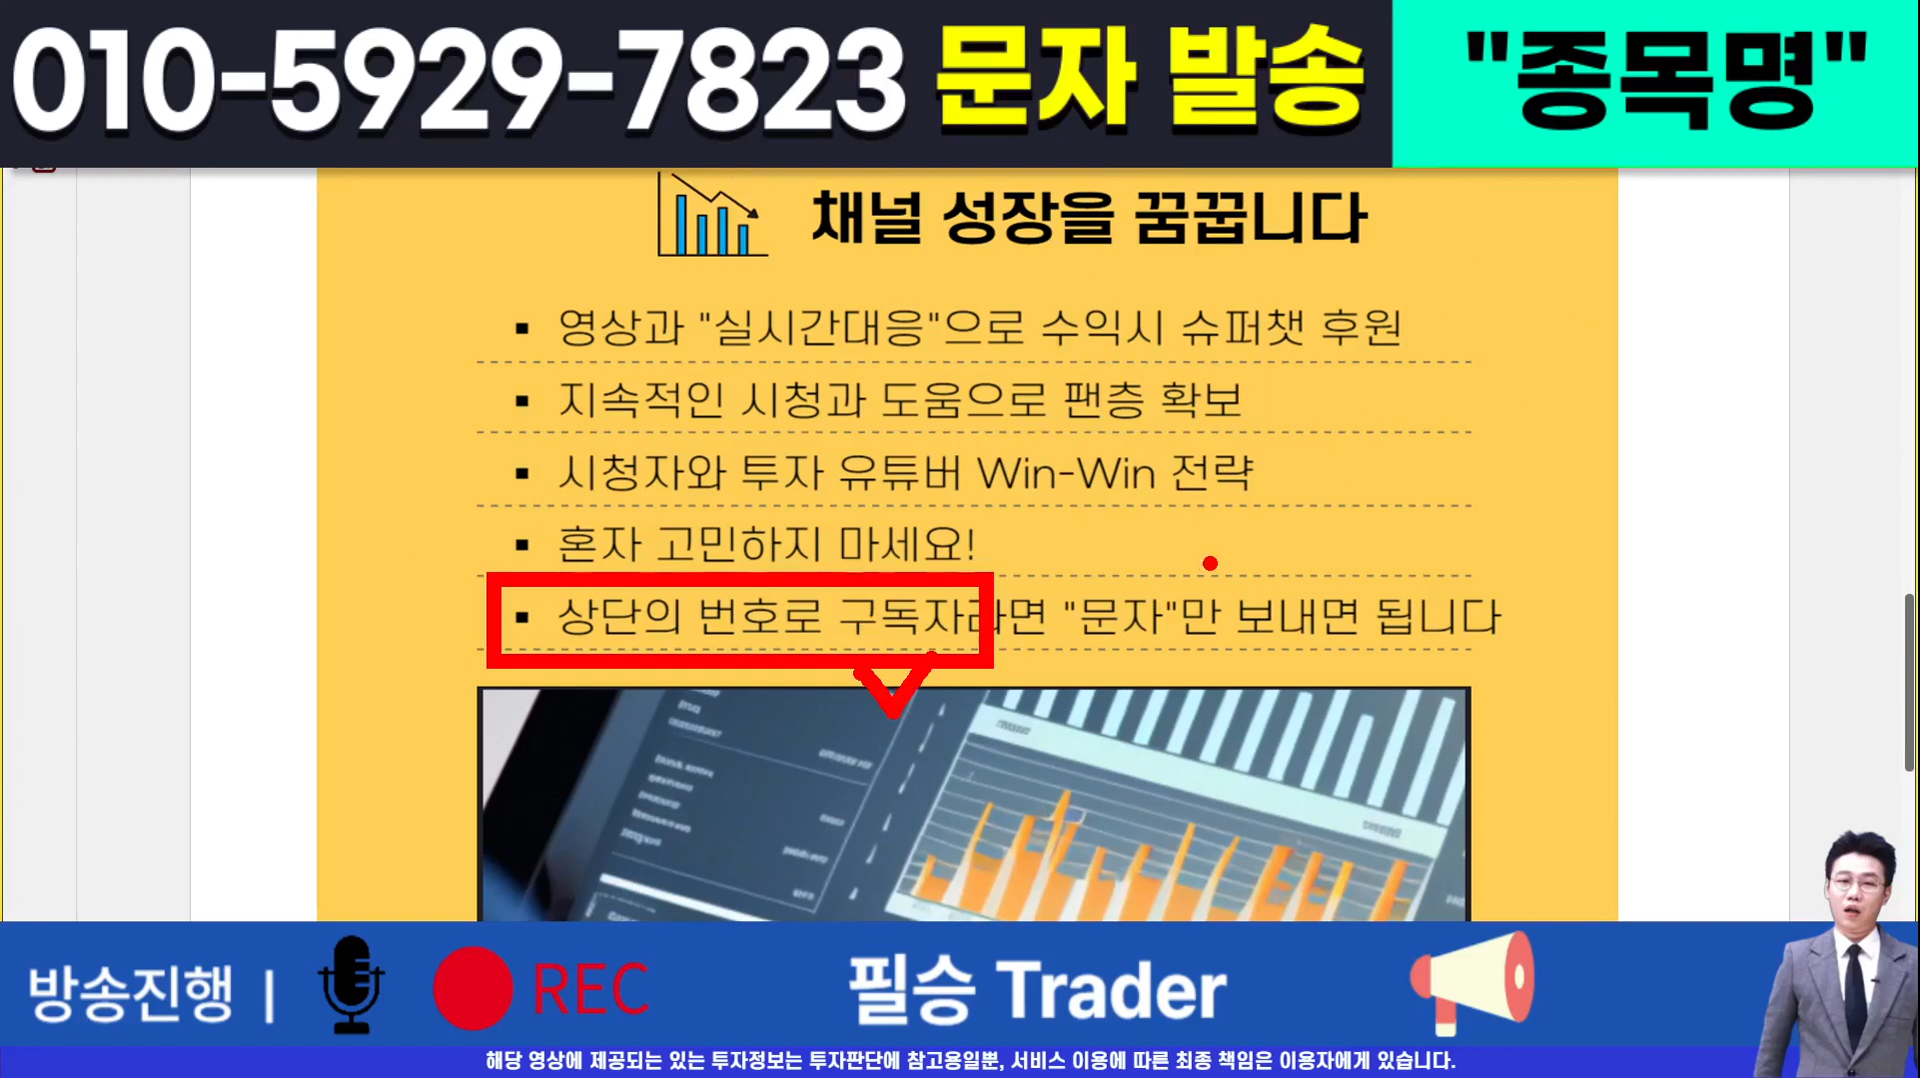 010-5929-7823 문자 발송 "종목명"
채널 성장을 꿈꿉니다
▪ 영상과 "실시간대응"으로 수익시 슈퍼챗 후원
▪ 지속적인 시청과 도움으로 팬층 확보
▪ 시청자와 투자 유튜버 Win-Win 전략
▪ 혼자 고민하지 마세요!
▪ 상단의 번호로 구독자라면 "문자"만 보내면 됩니다
방송진행 | REC 필승 Trader
해당 영상에 제공되는 있는 투자정보는 투자판단에 참고용일뿐, 서비스 이용에 따른 최종 책임은 이용자에게 있습니다.